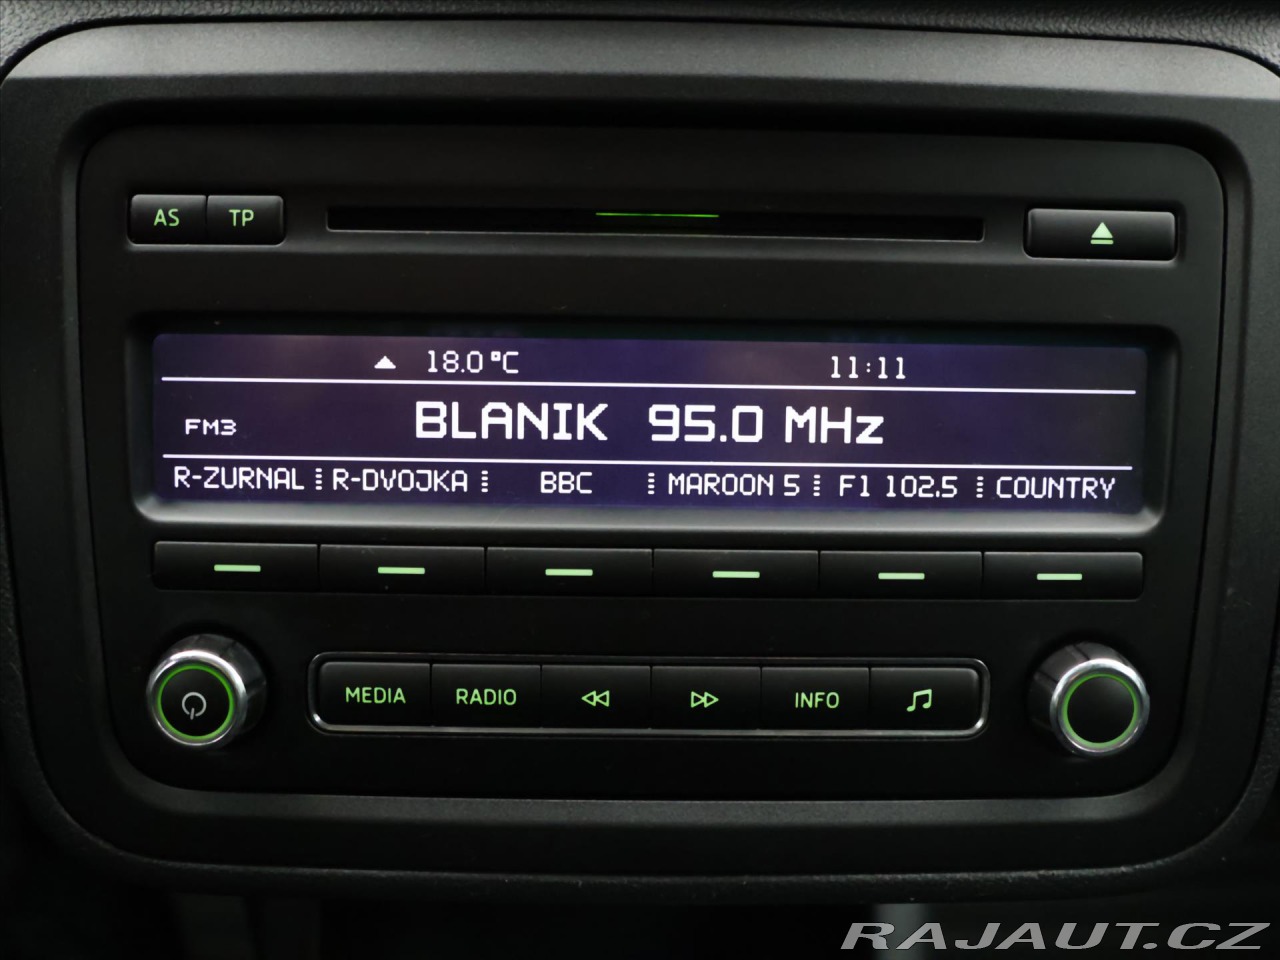 AS TP
18.0°C 11:11
FM3 BLANIK 95.0 MHz
R-ZURNAL R-DVOJKA BBC MAROON 5 F1 102.5 COUNTRY
MEDIA RADIO INFO
RAJAUT.CZ